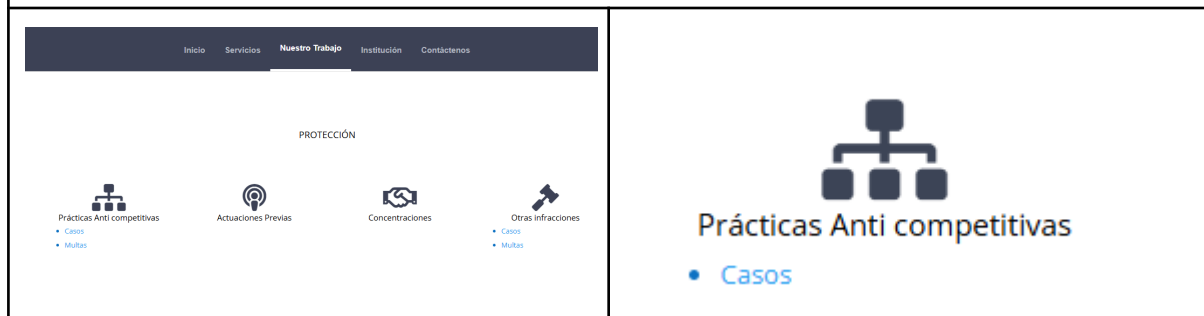 Inicio Servicios Nuestro Trabajo Institución Contáctenos
PROTECCIÓN
Prácticas Anti competitivas Actuaciones Previas Concentraciones Otras infracciones
• Casos • Casos
• Multas • Multas
Prácticas Anti competitivas
• Casos